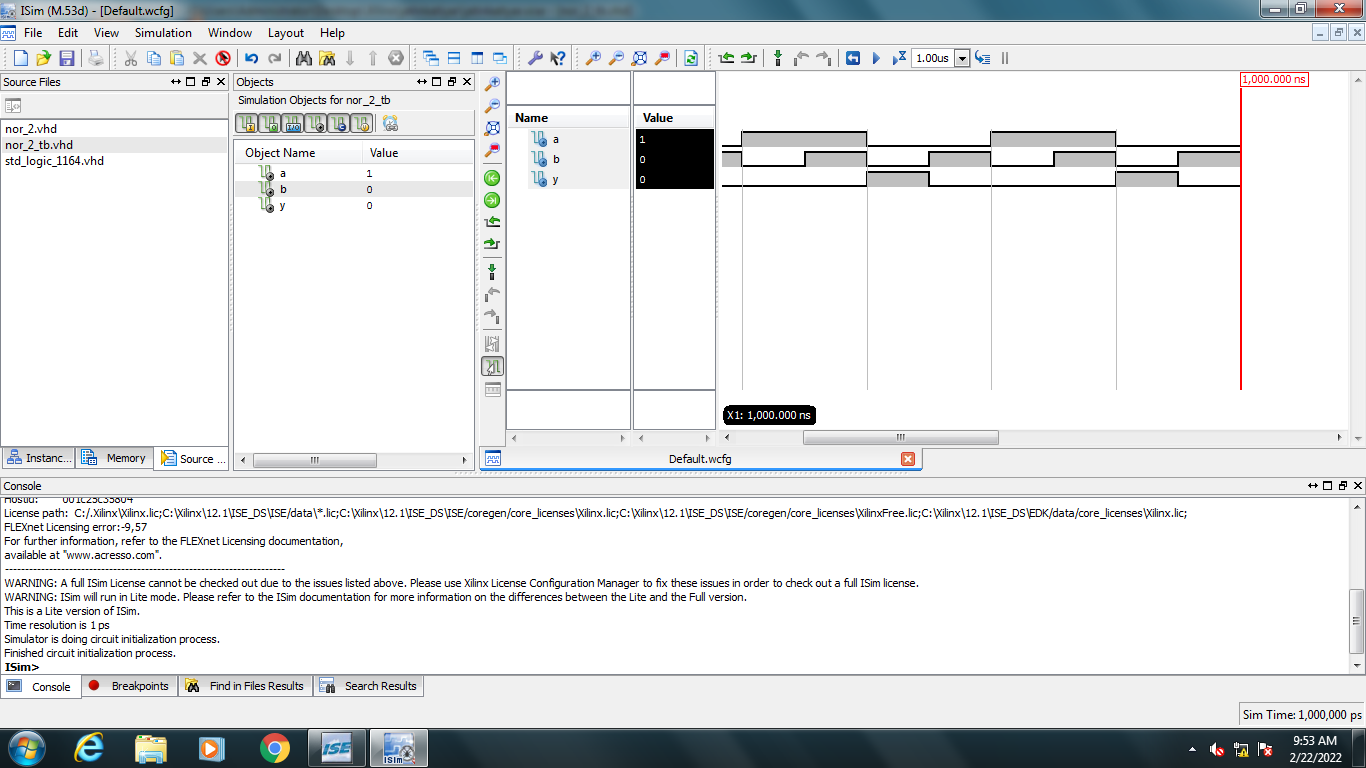 ISim (M.53d) - [Default.wcfg]
File Edit View Simulation Window Layout Help
1.00us
Source Files
nor_2.vhd
nor_2_tb.vhd
std_logic_1164.vhd
Instanc... Memory Source ...
Objects
Simulation Objects for nor_2_tb
Object Name Value
a 1
b 0
y 0
Name Value
a 1
b 0
y 0
1,000.000 ns
X1: 1,000.000 ns
Default.wcfg
Console
Hostid: 001c25c35804
License path: C:/.Xilinx\Xilinx.lic;C:\Xilinx\12.1\ISE_DS\ISE/data\*.lic;C:\Xilinx\12.1\ISE_DS\ISE/coregen/core_licenses\Xilinx.lic;C:\Xilinx\12.1\ISE_DS\ISE/coregen/core_licenses\XilinxFree.lic;C:\Xilinx\12.1\ISE_DS\EDK/data/core_licenses\Xilinx.lic;
FLEXnet Licensing error:-9,57
For further information, refer to the FLEXnet Licensing documentation,
available at "www.acresso.com".
--------------------------------------------------------------------------------
WARNING: A full ISim License cannot be checked out due to the issues listed above. Please use Xilinx License Configuration Manager to fix these issues in order to check out a full ISim license.
WARNING: ISim will run in Lite mode. Please refer to the ISim documentation for more information on the differences between the Lite and the Full version.
This is a Lite version of ISim.
Time resolution is 1 ps
Simulator is doing circuit initialization process.
Finished circuit initialization process.
ISim>
Console Breakpoints Find in Files Results Search Results
Sim Time: 1,000,000 ps
ISE
ISim
9:53 AM
2/22/2022